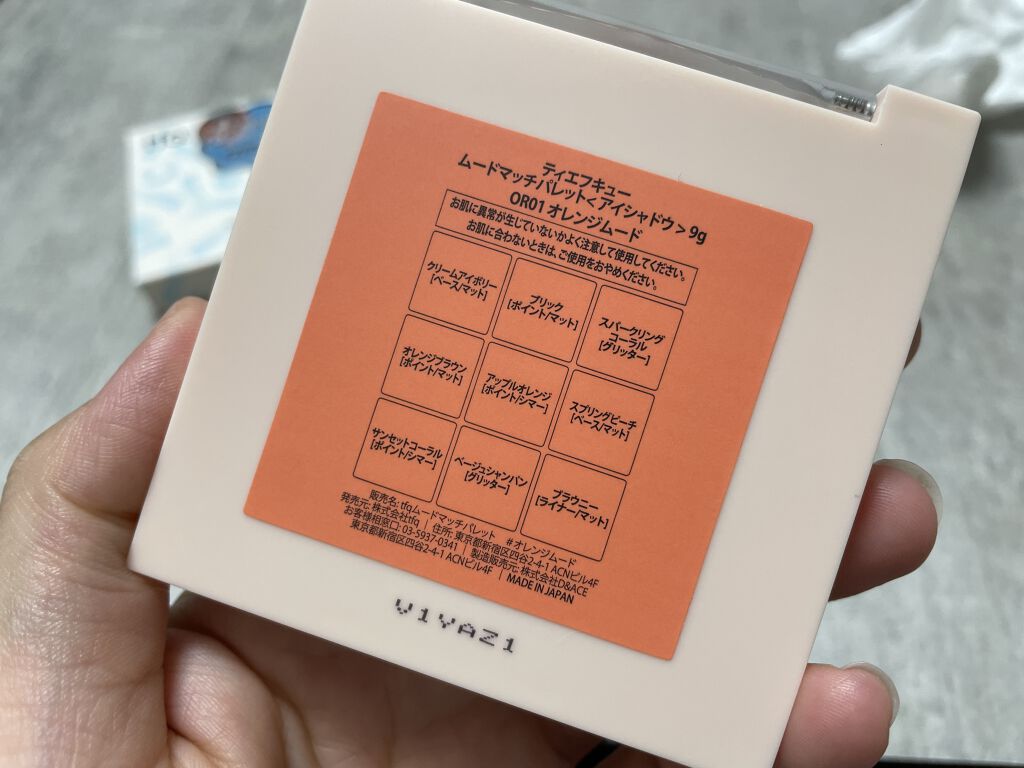 tfq
ティエフキュー
ムードマッチパレット<アイシャドウ> 9g
OR01 オレンジムード
お肌に異常が生じていないかよく注意して使用してください。
お肌に合わないときは、ご使用をおやめください。
クリームアイボリー
[ベース/マット]
ブリック
[ポイント/マット]
スパークリング
コーラル
[グリッター]
オレンジブラウン
[ポイント/マット]
アップルオレンジ
[ポイント/シマー]
スプリングピーチ
[ベース/マット]
サンセットコーラル
[ポイント/シマー]
ベージュシャンパン
[グリッター]
ブラウニー
[ライナー/マット]
販売名: tfqムードマッチパレット #オレンジムード
発売元: 株式会社tfq | 住所: 東京都新宿区四谷2-4-1 ACNビル4F
お客様相窓口: 03-5937-0341 | 製造販売元: 株式会社D&ACE
東京都新宿区四谷2-4-1 ACNビル4F | MADE IN JAPAN
V1YAZ1